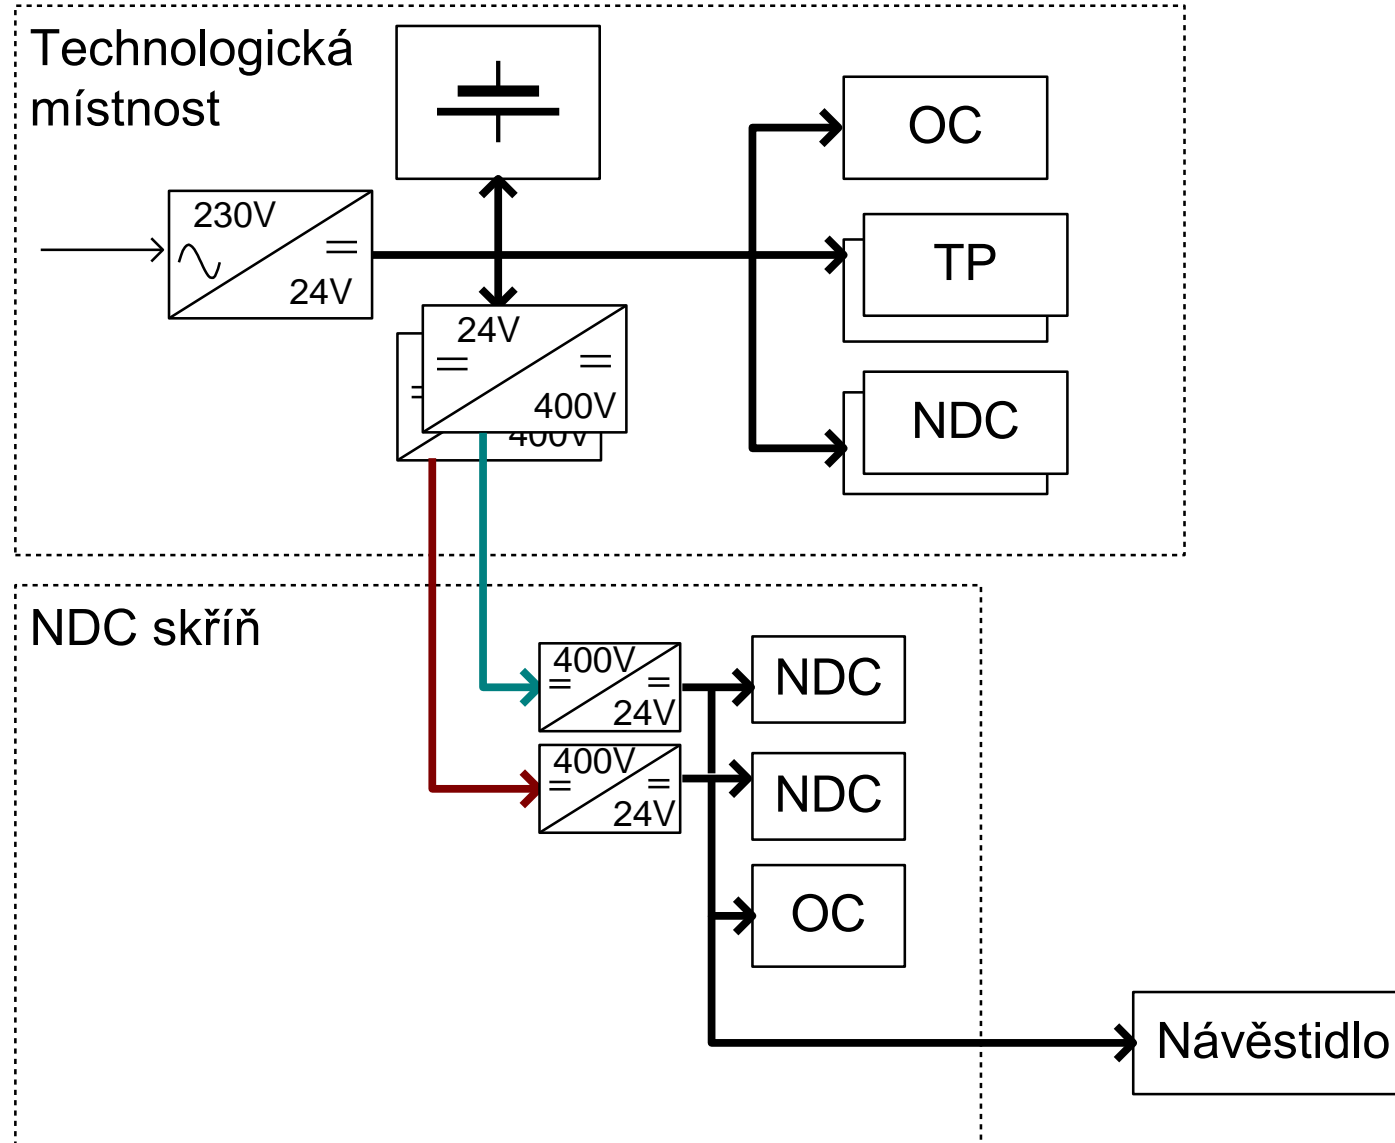 Technologická
místnost
230V
24V
OC
TP
NDC
24V
400V
400V
NDC skříň
400V
24V
NDC
400V
24V
NDC
OC
Návěstidlo